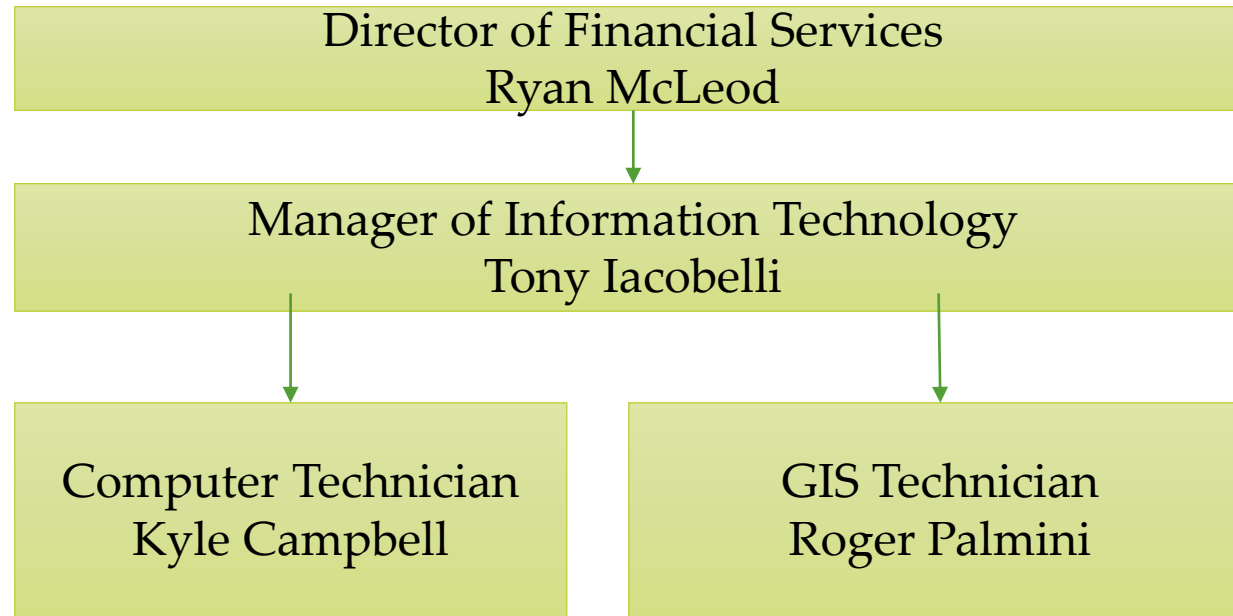 Director of Financial Services
Ryan McLeod
Manager of Information Technology
Tony Iacobelli
Computer Technician
Kyle Campbell
GIS Technician
Roger Palmini